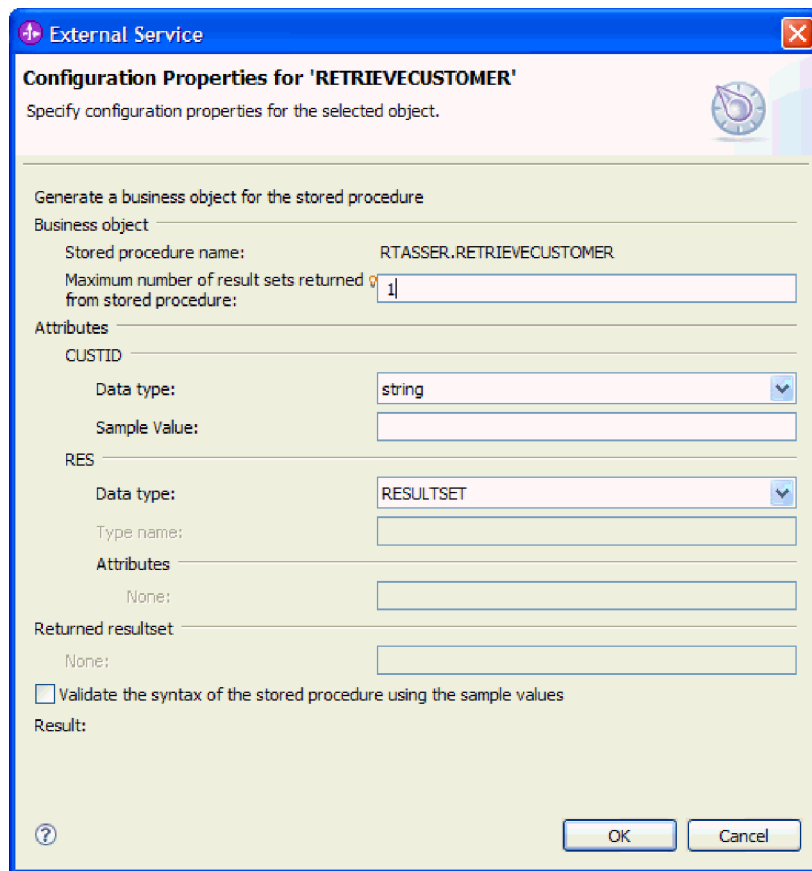 External Service
Configuration Properties for 'RETRIEVECUSTOMER'
Specify configuration properties for the selected object.
Generate a business object for the stored procedure
Business object
Stored procedure name: RTASSER.RETRIEVECUSTOMER
Maximum number of result sets returned
from stored procedure: 1
Attributes
CUSTID
Data type: string
Sample Value:
RES
Data type: RESULTSET
Type name:
Attributes
None:
Returned resultset
None:
Validate the syntax of the stored procedure using the sample values
Result:
?
OK Cancel